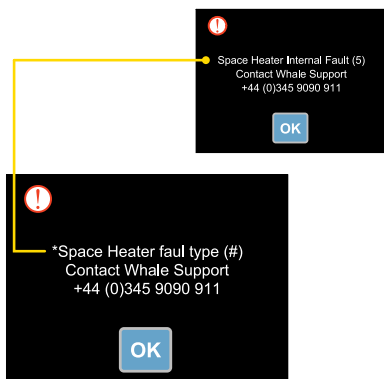 Space Heater Internal Fault (5)
Contact Whale Support
+44 (0)345 9090 911
OK
*Space Heater faul type (#)
Contact Whale Support
+44 (0)345 9090 911
OK